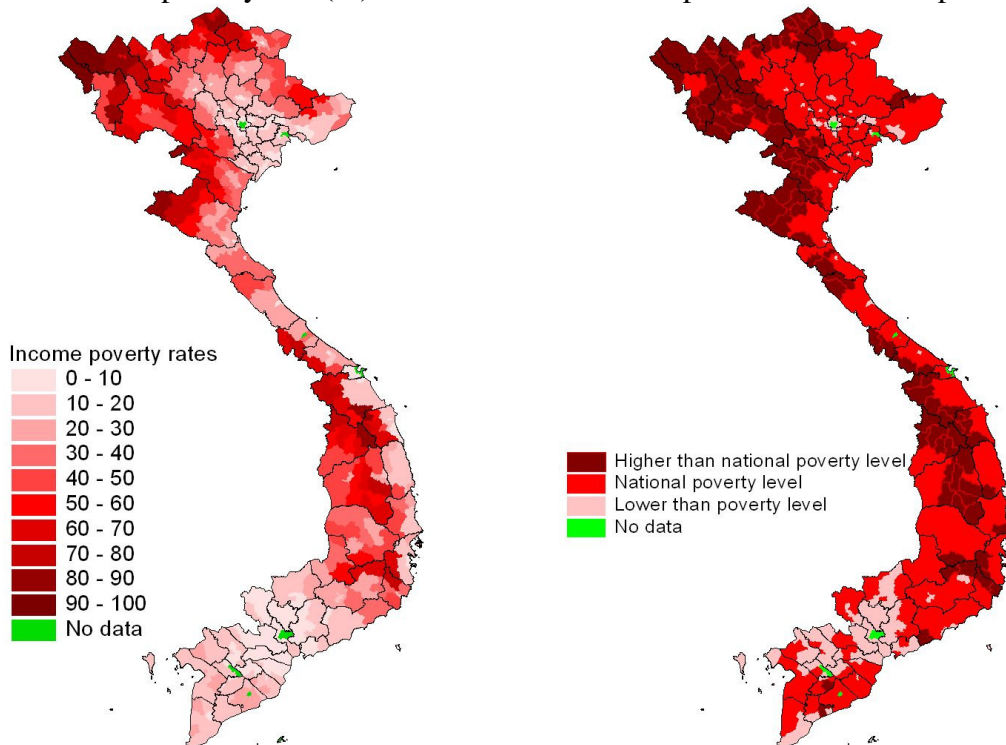 Income poverty rates
0 - 10
10 - 20
20 - 30
30 - 40
40 - 50
50 - 60
60 - 70
70 - 80
80 - 90
90 - 100
No data
Higher than national poverty level
National poverty level
Lower than poverty level
No data